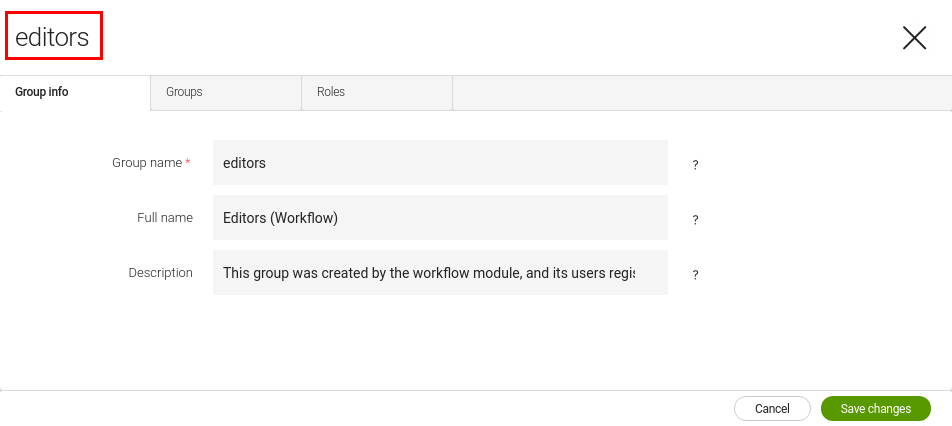 editors
Group info
Groups
Roles
Group name *
editors
?
Full name
Editors (Workflow)
?
Description
This group was created by the workflow module, and its users regis
?
Cancel
Save changes